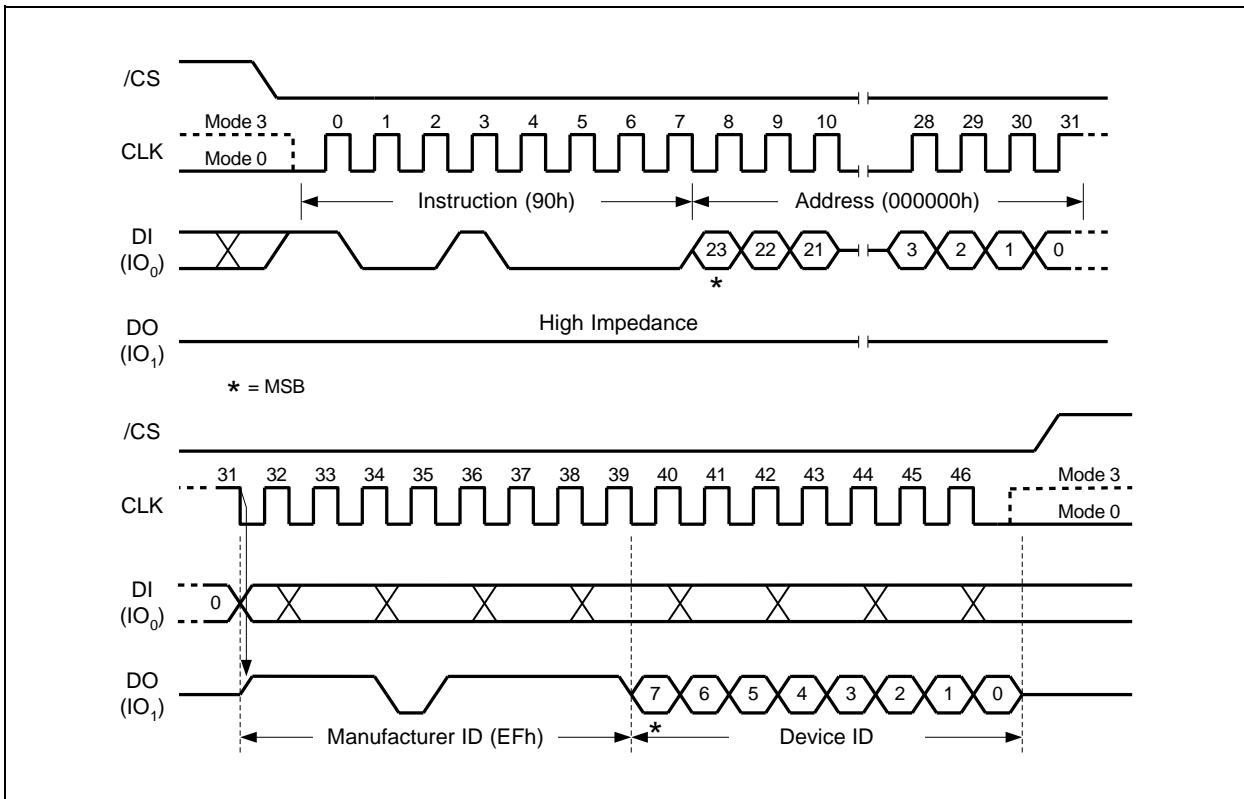 /CS
Mode 3 0 1 2 3 4 5 6 7 8 9 10 28 29 30 31
CLK
Mode 0
Instruction (90h) Address (000000h)
DI
(IO0) 23 22 21 3 2 1 0
*
High Impedance
DO
(IO1)
* = MSB
/CS
31 32 33 34 35 36 37 38 39 40 41 42 43 44 45 46 Mode 3
CLK
Mode 0
DI
(IO0) 0
DO
(IO1) 7 6 5 4 3 2 1 0
*
Manufacturer ID (EFh) Device ID